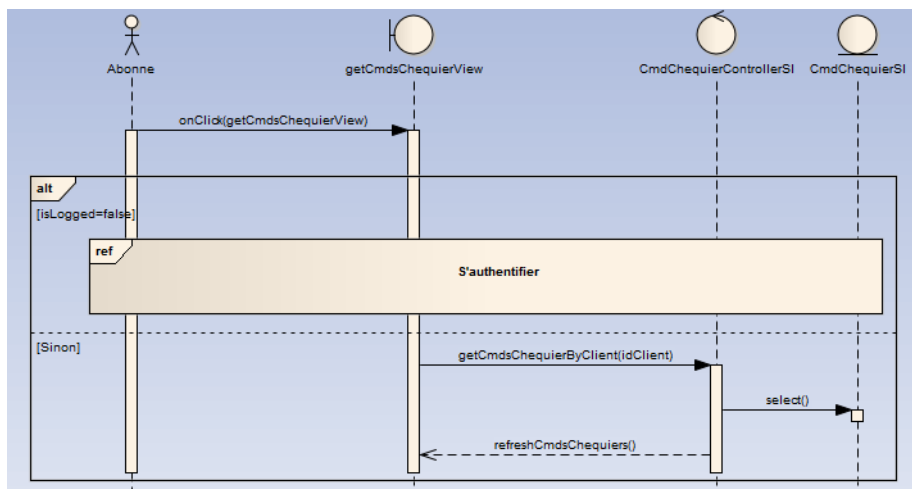 Abonne
getCmdsChequierView
CmdChequierControllerSI
CmdChequierSI
onClick(getCmdsChequierView)
alt
[isLogged=false]
ref
S'authentifier
[Sinon]
getCmdsChequierByClient(idClient)
select()
refreshCmdsChequiers()